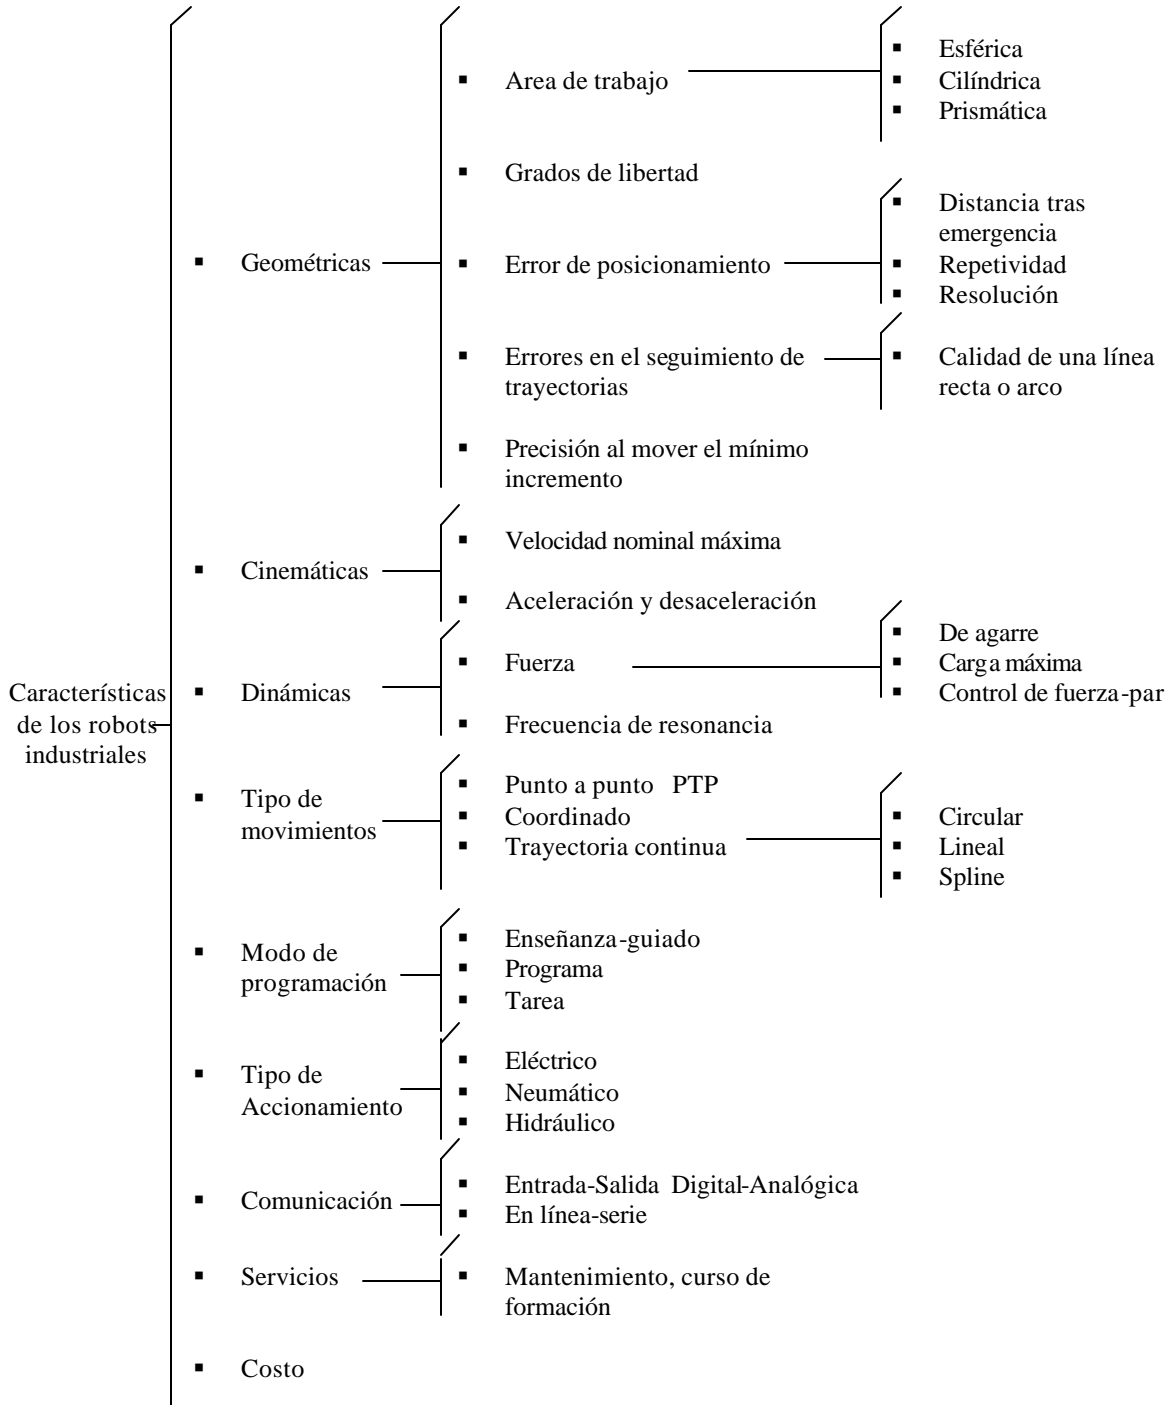 Característicias
de los robots
industriales
Geométricas
Area de trabajo
Esférica
Cilíndrica
Prismática
Grados de libertad
Error de posicionamiento
Distancia tras
emergencia
Repetividad
Resolución
Errores en el seguimiento de
trayectorias
Calidad de una línea
recta o arco
Precisión al mover el mínimo
incremento
Cinemáticas
Velocidad nominal máxima
Aceleración y desaceleración
Dinámicas
Fuerza
De agarre
Carga máxima
Control de fuerza-par
Frecuencia de resonancia
Tipo de
movimientos
Punto a punto PTP
Coordinado
Trayectoria continua
Circular
Lineal
Spline
Modo de
programación
Enseñanza-guiado
Programa
Tarea
Tipo de
Accionamiento
Eléctrico
Neumático
Hidráulico
Comunicación
Entrada-Salida Digital-Analógica
En línea-serie
Servicios
Mantenimiento, curso de
formación
Costo